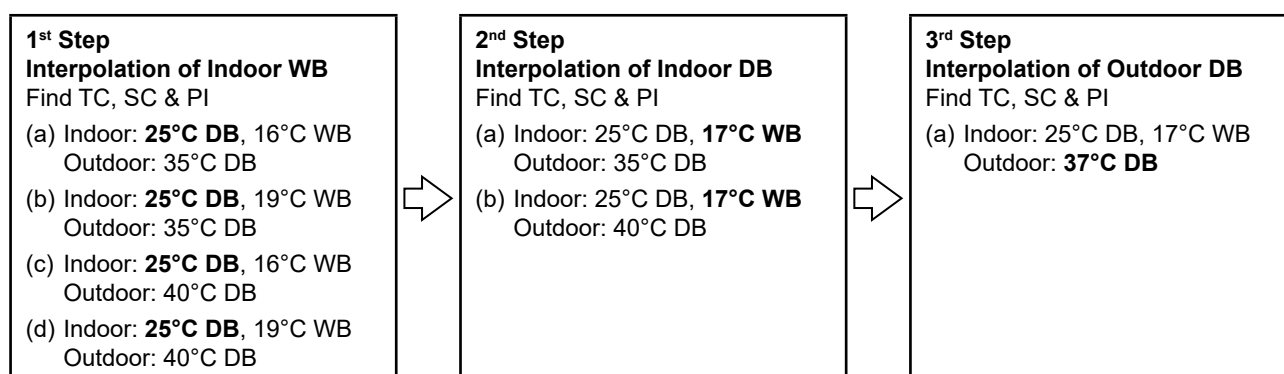 1st Step
Interpolation of Indoor WB
Find TC, SC & PI
(a) Indoor: 25°C DB, 16°C WB
Outdoor: 35°C DB
(b) Indoor: 25°C DB, 19°C WB
Outdoor: 35°C DB
(c) Indoor: 25°C DB, 16°C WB
Outdoor: 40°C DB
(d) Indoor: 25°C DB, 19°C WB
Outdoor: 40°C DB
2nd Step
Interpolation of Indoor DB
Find TC, SC & PI
(a) Indoor: 25°C DB, 17°C WB
Outdoor: 35°C DB
(b) Indoor: 25°C DB, 17°C WB
Outdoor: 40°C DB
3rd Step
Interpolation of Outdoor DB
Find TC, SC & PI
(a) Indoor: 25°C DB, 17°C WB
Outdoor: 37°C DB